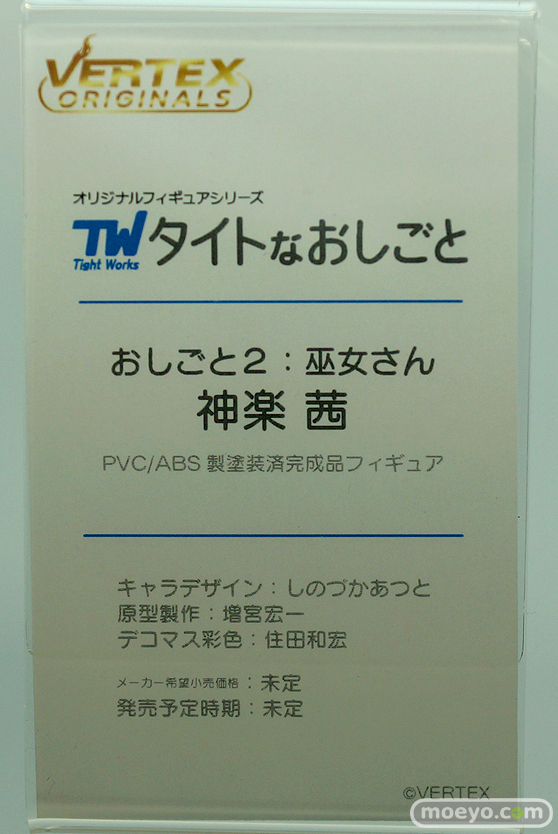 VERTEX
ORIGINALS
オリジナルフィギュアシリーズ
TW タイトなおしごと
Tight Works
おしごと2：巫女さん
神楽 茜
PVC/ABS 製塗装済完成品フィギュア
キャラデザイン：しのづかあつと
原型製作：増宮宏一
デコマス彩色：住田和宏
メーカー希望小売価格：未定
発売予定時期：未定
©VERTEX
moeyo.com